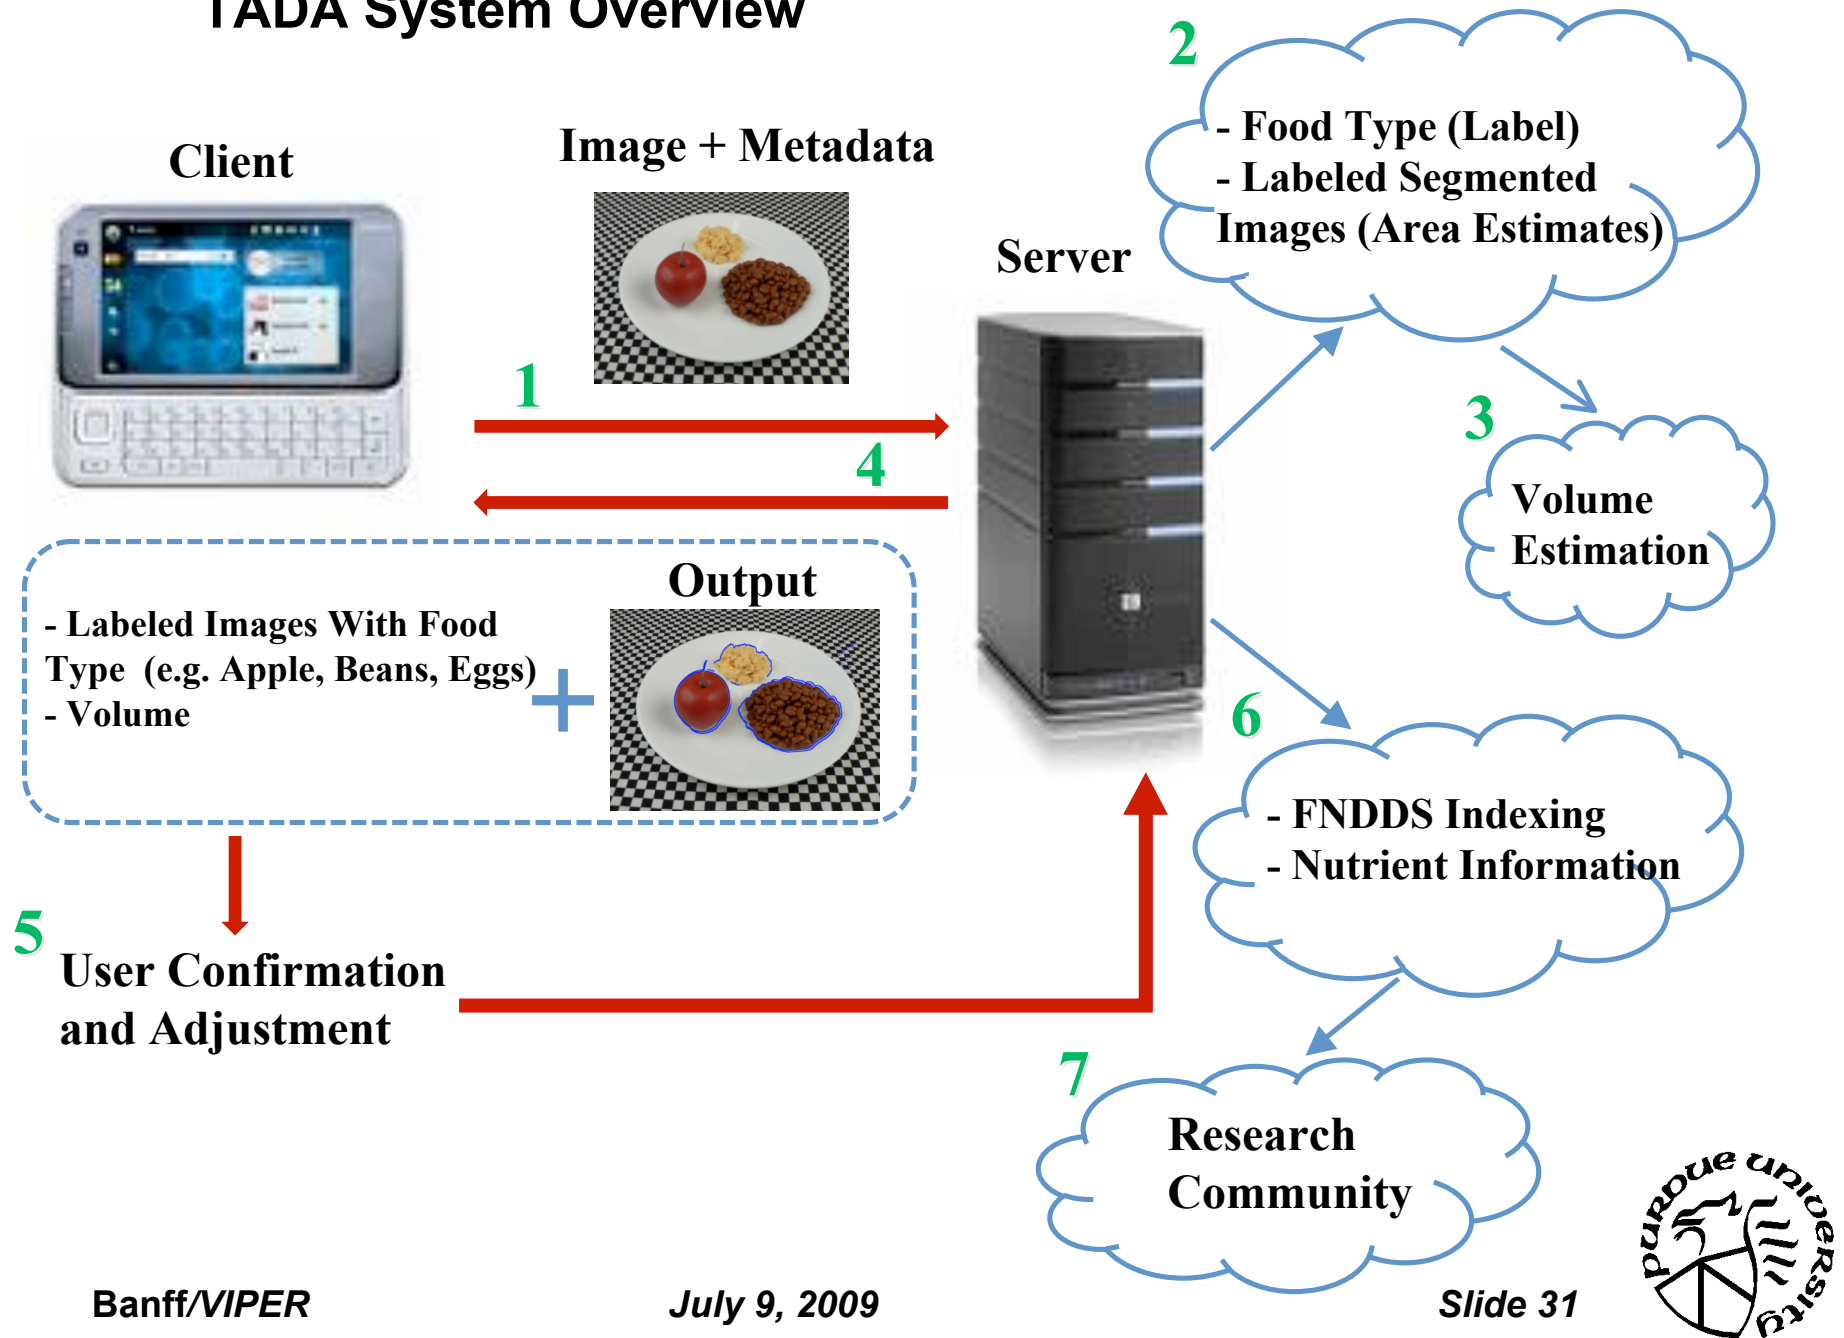 TADA System Overview
Client
Image + Metadata
Server
1
2
- Food Type (Label)
- Labeled Segmented
Images (Area Estimates)
3
Volume
Estimation
4
Output
- Labeled Images With Food
Type (e.g. Apple, Beans, Eggs)
- Volume
+
5
User Confirmation
and Adjustment
6
- FNDDS Indexing
- Nutrient Information
7
Research
Community
Banff/VIPER
July 9, 2009
Slide 31
PURDUE UNIVERSITY